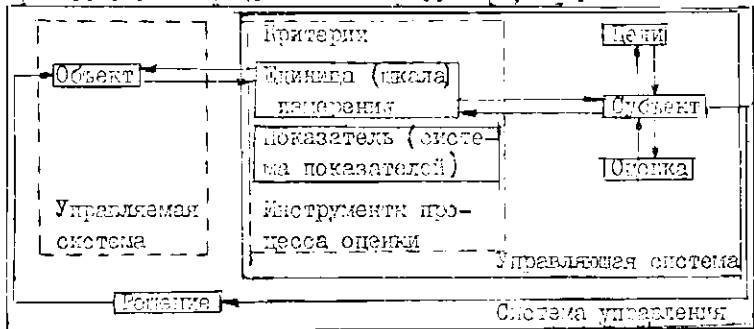 Критерии
Цели
Объект
Единица (шкала)
измерения
Субъект
Показатель (систе-
ма показателей)
Оценка
Управляемая
система
Инструменты про-
цесса оценки
Управляющая система
Решение
Система управления